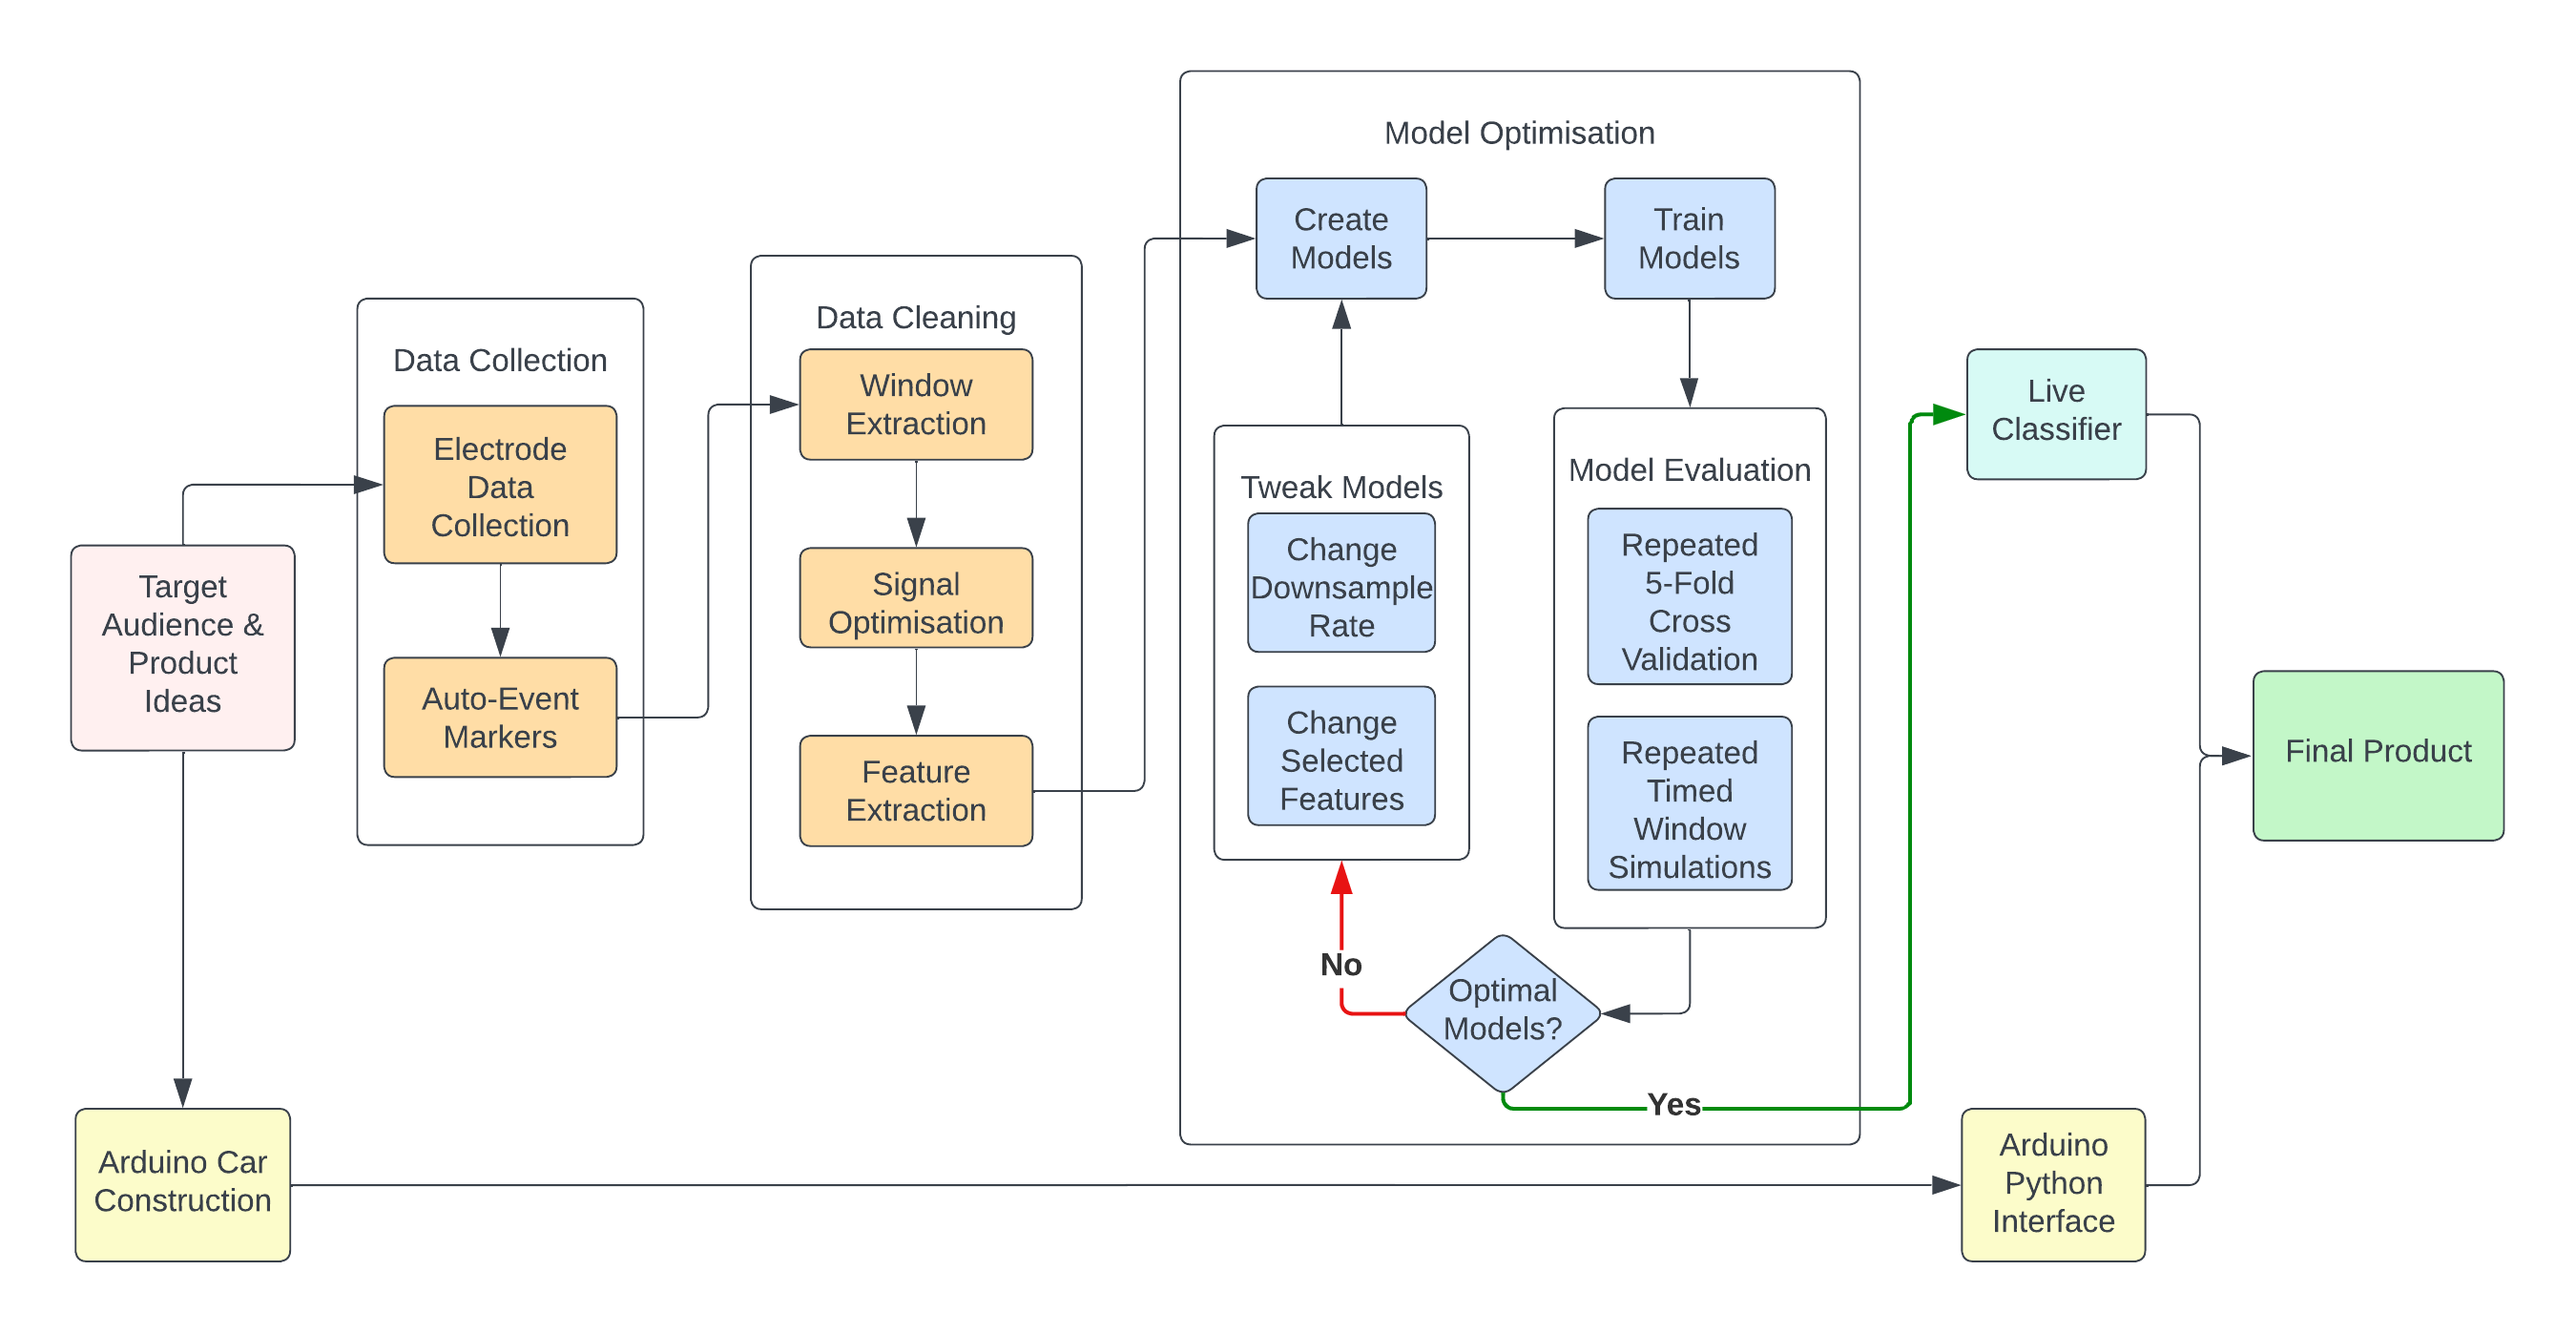 Target
Audience &
Product
Ideas
Data Collection
Electrode
Data
Collection
Auto-Event
Markers
Data Cleaning
Window
Extraction
Signal
Optimisation
Feature
Extraction
Model Optimisation
Create
Models
Train
Models
Tweak Models
Change
Downsample
Rate
Change
Selected
Features
Model Evaluation
Repeated
5-Fold
Cross
Validation
Repeated
Timed
Window
Simulations
No
Optimal
Models?
Yes
Live
Classifier
Arduino Car
Construction
Arduino
Python
Interface
Final Product